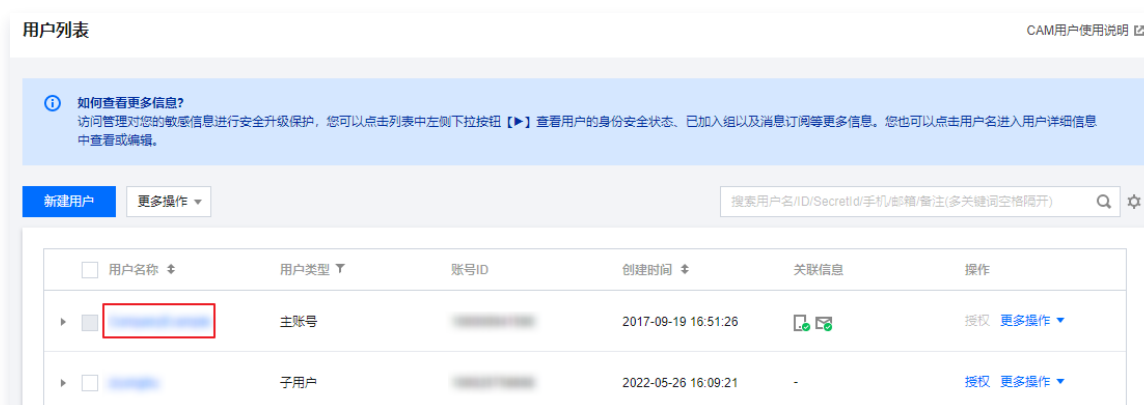 用户列表
CAM用户使用说明
如何查看更多信息?
访问管理对您的敏感信息进行安全升级保护，您可以点击列表中左侧下拉按钮【▶】查看用户的身份安全状态、已加入组以及消息订阅等更多信息。您也可以点击用户名进入用户详细信息
中查看或编辑。
新建用户 更多操作 搜索用户名/ID/SecretId/手机/邮箱/备注(多关键词空格隔开)
用户名称 用户类型 账号ID 创建时间 关联信息 操作
主账号 2017-09-19 16:51:26 授权 更多操作
子用户 2022-05-26 16:09:21 - 授权 更多操作